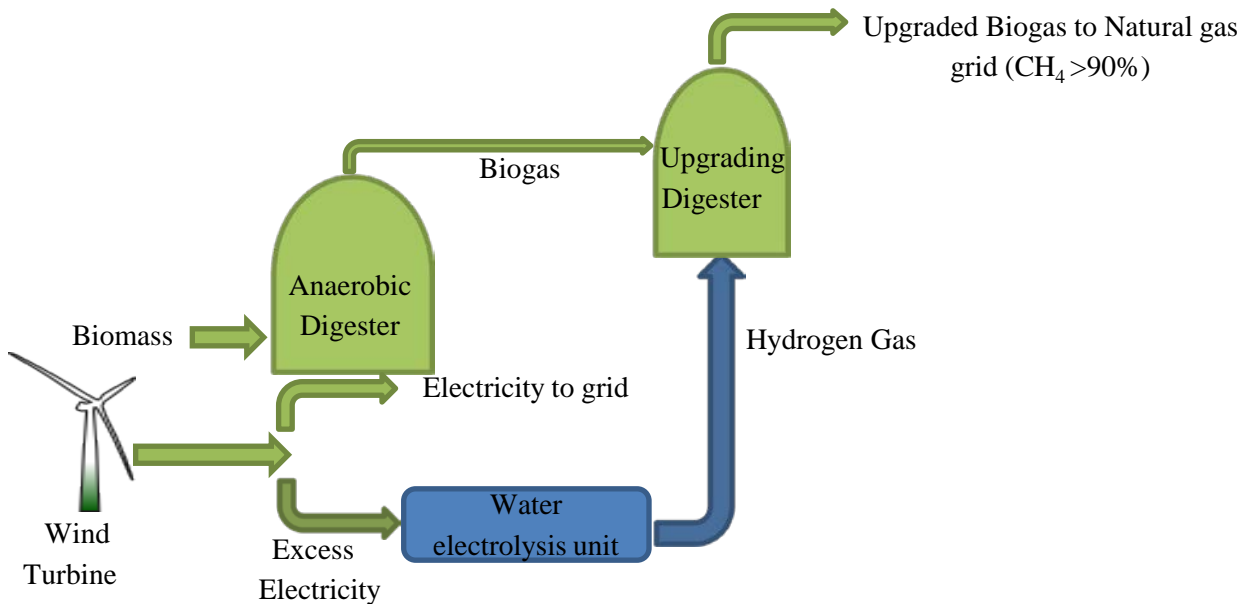 Upgraded Biogas to Natural gas
grid (CH₄ >90%)
Biogas
Upgrading
Digester
Anaerobic
Digester
Biomass
Hydrogen Gas
Electricity to grid
Water
electrolysis unit
Wind
Turbine
Excess
Electricity